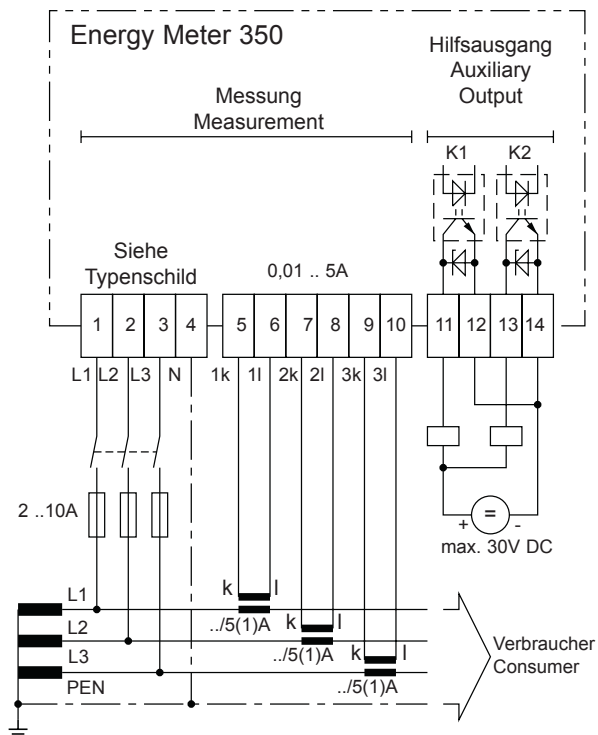 Energy Meter 350
Hilfsausgang
Auxiliary
Output
Messung
Measurement
K1 K2
Siehe
Typenschild
0,01 .. 5A
1 2 3 4 5 6 7 8 9 10 11 12 13 14
L1 L2 L3 N 1k 1l 2k 2l 3k 3l
2 ..10A
+ = -
max. 30V DC
L1 k l
../5(1)A
L2 k l
../5(1)A
L3 k l
PEN ../5(1)A
Verbraucher
Consumer